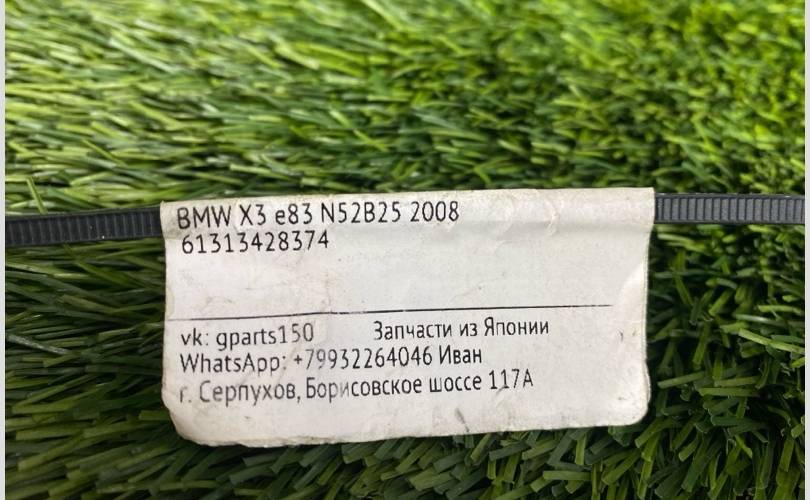 BMW X3 e83 N52B25 2008
61313428374
vk: gparts150 Запчасти из Японии
WhatsApp: +79932264046 Иван
г. Серпухов, Борисовское шоссе 117А